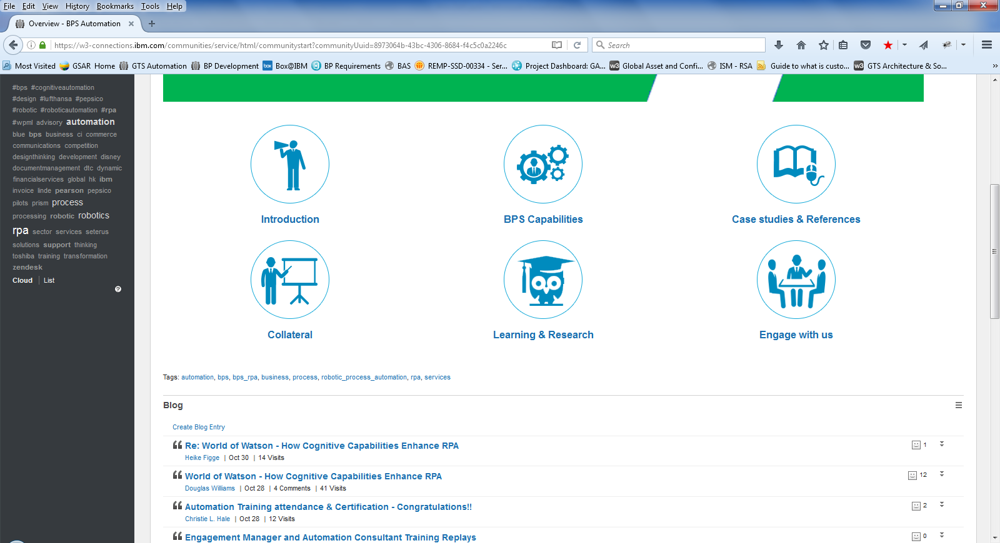 File Edit View History Bookmarks Tools Help
Overview - BPS Automation
https://w3-connections.ibm.com/communities/service/html/communitystart?communityUuid=8973064b-43bc-4306-8684-f4c5c0a2246c
Search
Most Visited GSAR Home GTS Automation BP Development Box@IBM BP Requirements BAS REMP-SSD-00334 - Ser... Project Dashboard: GA... Global Asset and Confi... ISM - RSA Guide to what is custo... GTS Architecture & So...
#bps #cognitiveautomation
#design #lufthansa #pepsico
#robotic #roboticautomation #rpa
#wpml advisory automation
blue bps business ci commerce
communications competition
designthinking development disney
documentmanagement dtc dynamic
financialservices global hk ibm
invoice linde pearson pepsico
pilots prism process
processing robotic robotics
rpa sector services seterus
solutions support thinking
toshiba training transformation
zendesk
Cloud List
Introduction
BPS Capabilities
Case studies & References
Collateral
Learning & Research
Engage with us
Tags: automation, bps, bps_rpa, business, process, robotic_process_automation, rpa, services
Blog
Create Blog Entry
Re: World of Watson - How Cognitive Capabilities Enhance RPA
1
Heike Figge | Oct 30 | 14 Visits
World of Watson - How Cognitive Capabilities Enhance RPA
12
Douglas Williams | Oct 28 | 4 Comments | 41 Visits
Automation Training attendance & Certification - Congratulations!!
2
Christie L. Hale | Oct 28 | 12 Visits
Engagement Manager and Automation Consultant Training Replays
0